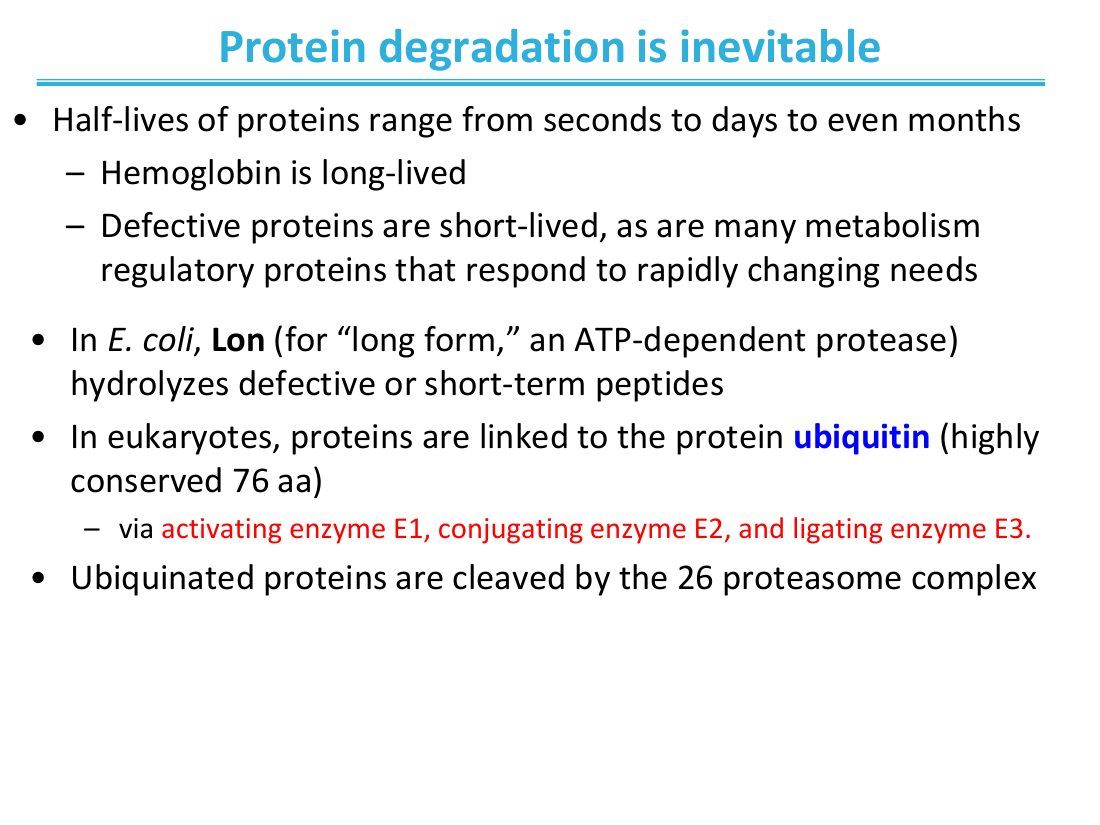 Protein degradation is inevitable
• Half-lives of proteins range from seconds to days to even months
– Hemoglobin is long-lived
– Defective proteins are short-lived, as are many metabolism
regulatory proteins that respond to rapidly changing needs
• In E. coli, Lon (for “long form,” an ATP-dependent protease)
hydrolyzes defective or short-term peptides
• In eukaryotes, proteins are linked to the protein ubiquitin (highly
conserved 76 aa)
– via activating enzyme E1, conjugating enzyme E2, and ligating enzyme E3.
• Ubiquinated proteins are cleaved by the 26 proteasome complex